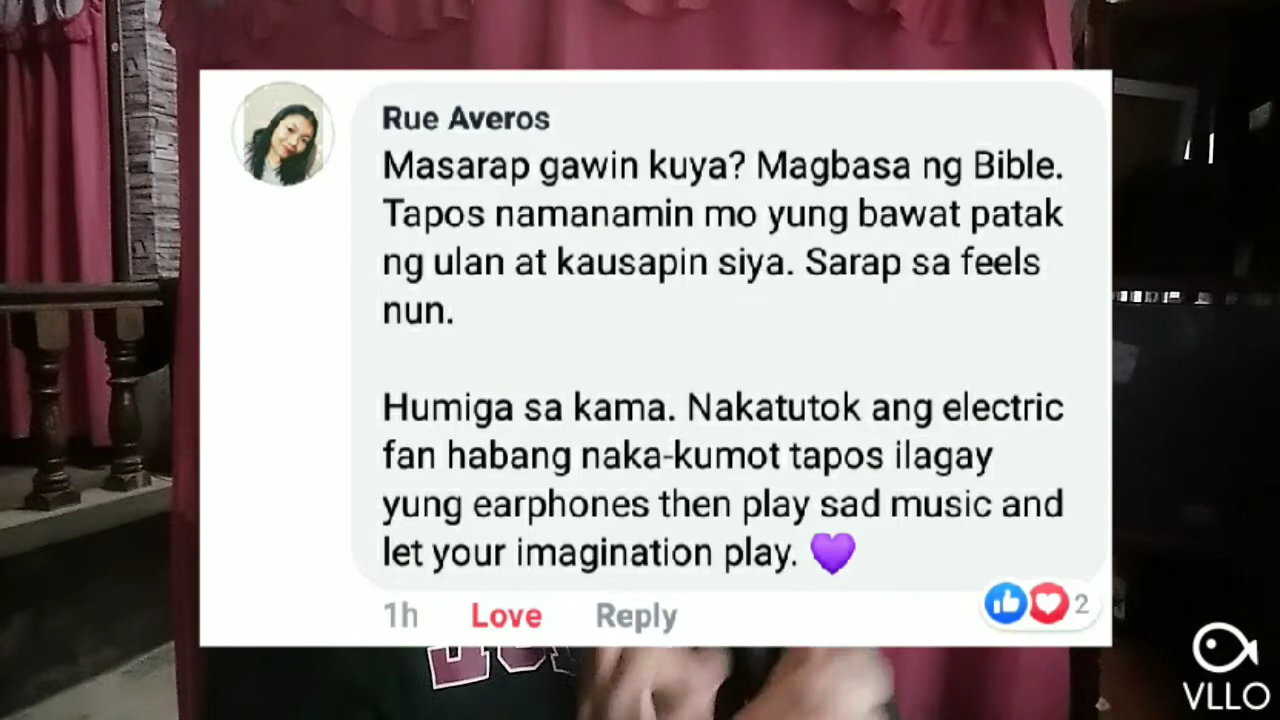 Rue Averos
Masarap gawin kuya? Magbasa ng Bible.
Tapos namanamin mo yung bawat patak
ng ulan at kausapin siya. Sarap sa feels
nun.
Humiga sa kama. Nakatutok ang electric
fan habang naka-kumot tapos ilagay
yung earphones then play sad music and
let your imagination play. 💜
1h Love Reply 2
VLLO